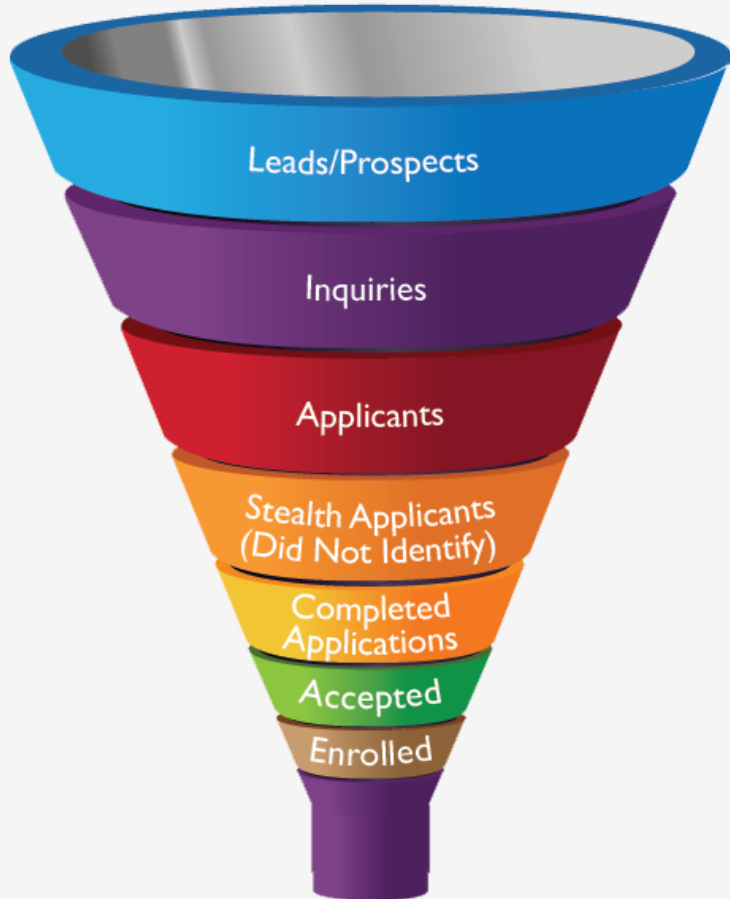 Leads/Prospects
Inquiries
Applicants
Stealth Applicants
(Did Not Identify)
Completed
Applications
Accepted
Enrolled